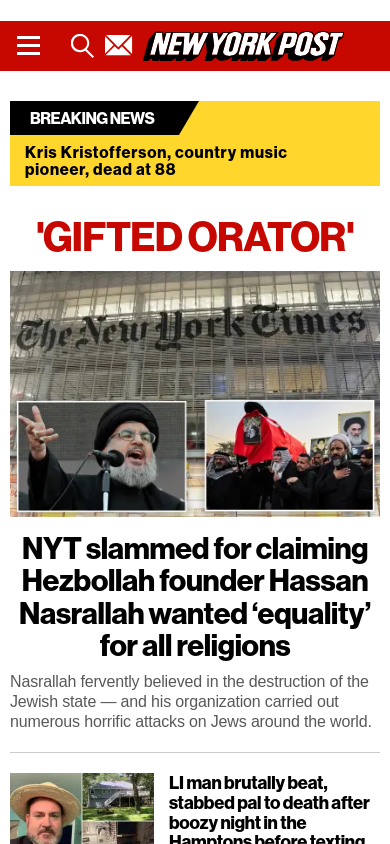 NEW YORK POST
BREAKING NEWS
Kris Kristofferson, country music
pioneer, dead at 88
'GIFTED ORATOR'
The New York Times
NYT slammed for claiming
Hezbollah founder Hassan
Nasrallah wanted ‘equality’
for all religions
Nasrallah fervently believed in the destruction of the
Jewish state — and his organization carried out
numerous horrific attacks on Jews around the world.
LI man brutally beat,
stabbed pal to death after
boozy night in the
Hamptons before texting